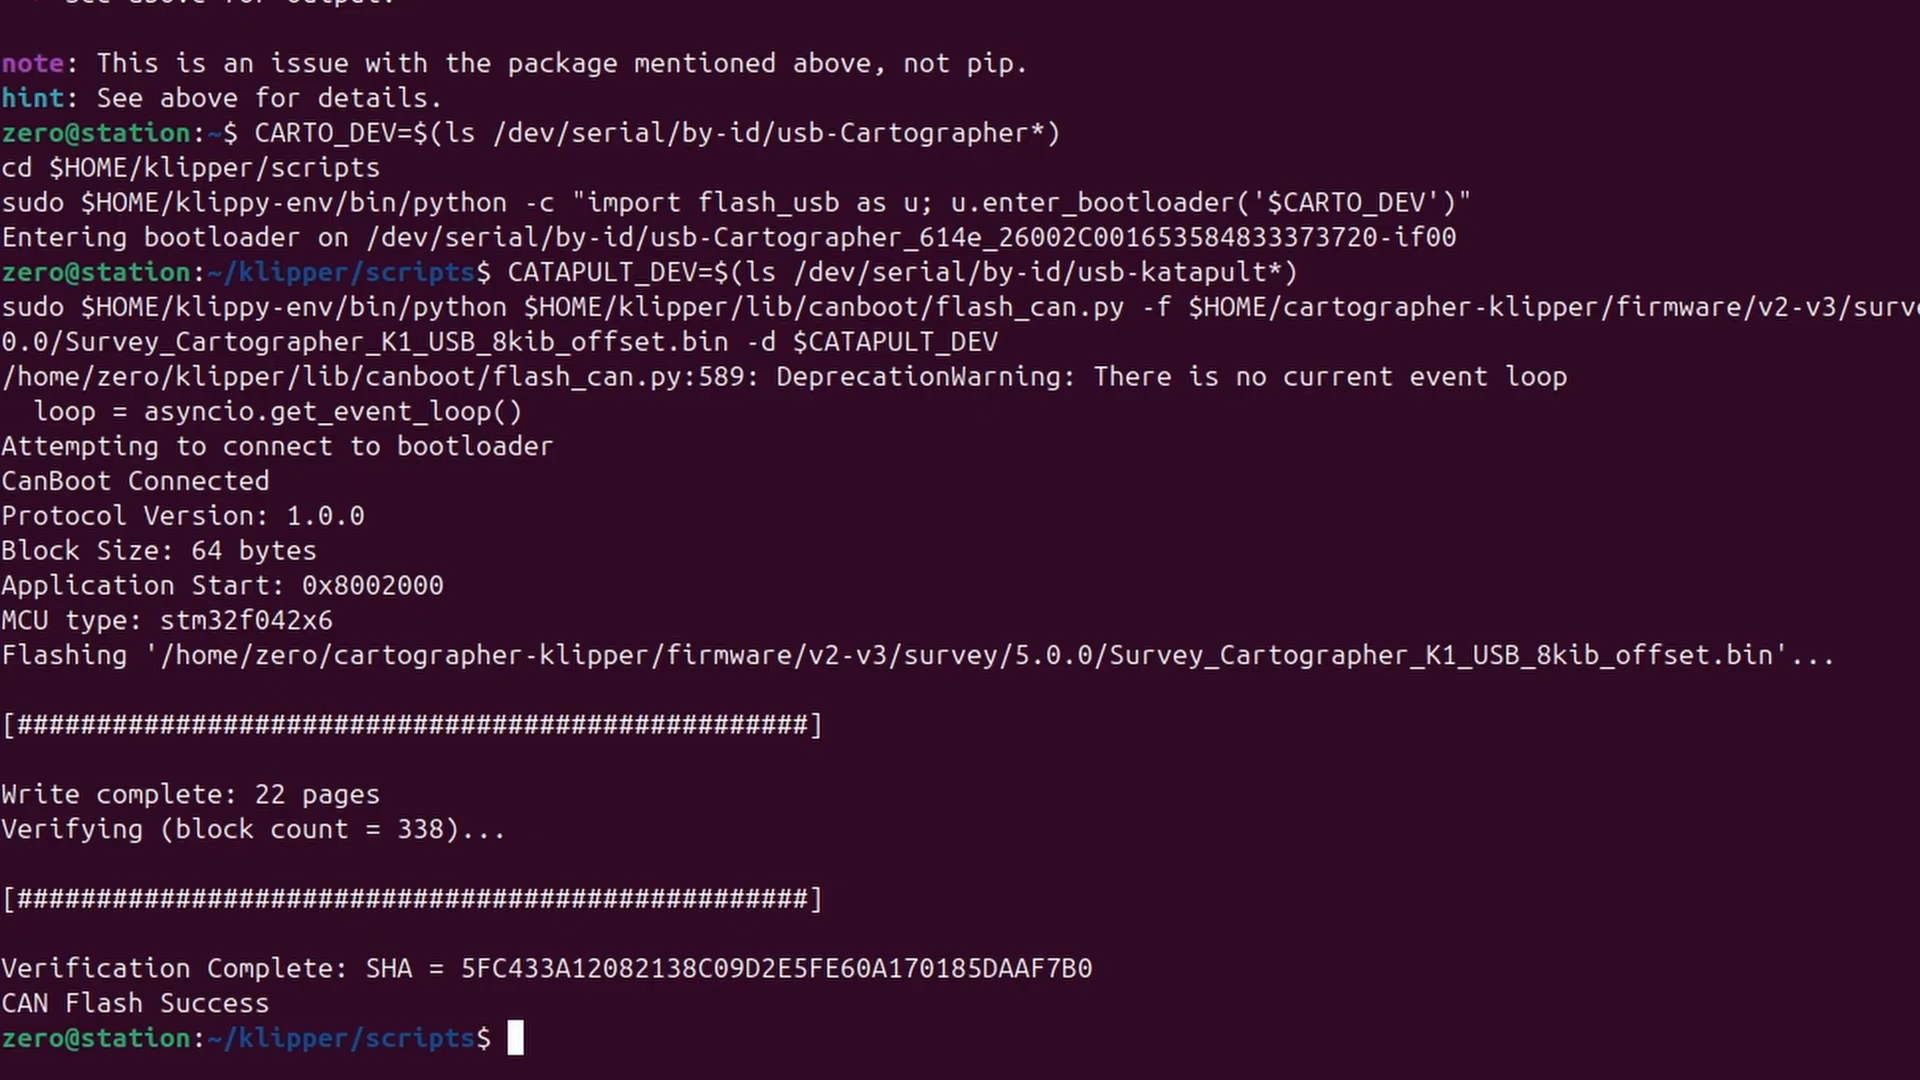 see above for output.
note: This is an issue with the package mentioned above, not pip.
hint: See above for details.
zero@station:~$ CARTO_DEV=$(ls /dev/serial/by-id/usb-Cartographer*)
cd $HOME/klipper/scripts
sudo $HOME/klippy-env/bin/python -c "import flash_usb as u; u.enter_bootloader('$CARTO_DEV')"
Entering bootloader on /dev/serial/by-id/usb-Cartographer_614e_26002C001653584833373720-if00
zero@station:~/klipper/scripts$ CATAPULT_DEV=$(ls /dev/serial/by-id/usb-katapult*)
sudo $HOME/klippy-env/bin/python $HOME/klipper/lib/canboot/flash_can.py -f $HOME/cartographer-klipper/firmware/v2-v3/surve
0.0/Survey_Cartographer_K1_USB_8kib_offset.bin -d $CATAPULT_DEV
/home/zero/klipper/lib/canboot/flash_can.py:589: DeprecationWarning: There is no current event loop
  loop = asyncio.get_event_loop()
Attempting to connect to bootloader
CanBoot Connected
Protocol Version: 1.0.0
Block Size: 64 bytes
Application Start: 0x8002000
MCU type: stm32f042x6
Flashing '/home/zero/cartographer-klipper/firmware/v2-v3/survey/5.0.0/Survey_Cartographer_K1_USB_8kib_offset.bin'...
[##################################################]
Write complete: 22 pages
Verifying (block count = 338)...
[##################################################]
Verification Complete: SHA = 5FC433A12082138C09D2E5FE60A170185DAAF7B0
CAN Flash Success
zero@station:~/klipper/scripts$